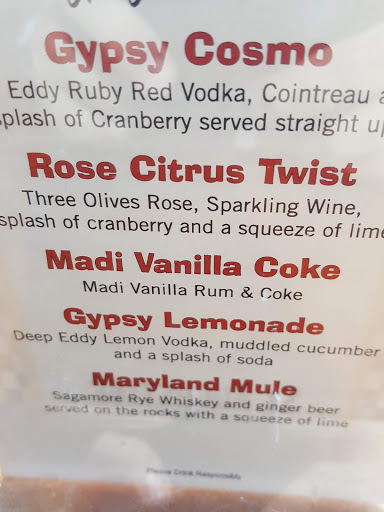 Gypsy Cosmo
Eddy Ruby Red Vodka, Cointreau a
plash of Cranberry served straight up
Rose Citrus Twist
Three Olives Rose, Sparkling Wine,
splash of cranberry and a squeeze of lime
Madi Vanilla Coke
Madi Vanilla Rum & Coke
Gypsy Lemonade
Deep Eddy Lemon Vodka, muddled cucumber
and a splash of soda
Maryland Mule
Sagamore Rye Whiskey and ginger beer
served on the rocks with a squeeze of lime
Please Drink Responsibly